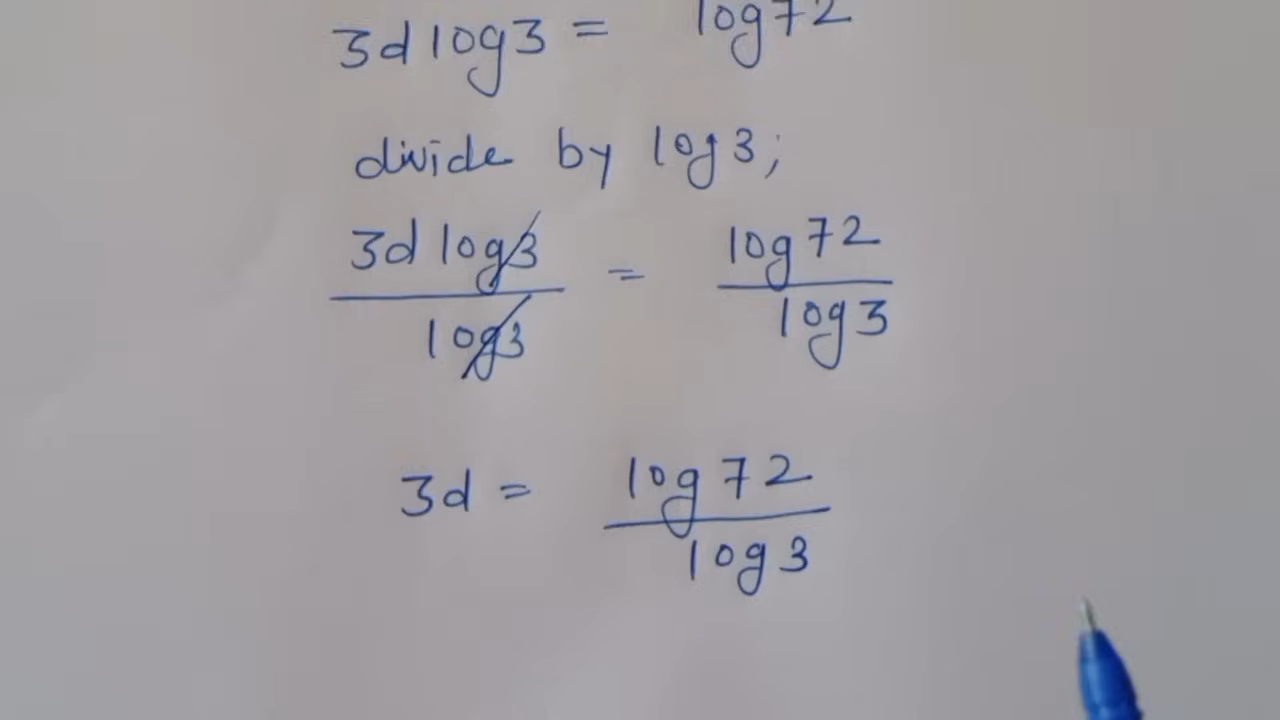 3d log3 = log72
divide by log3;
3d log3 / log3 = log72 / log3
3d = log72 / log3